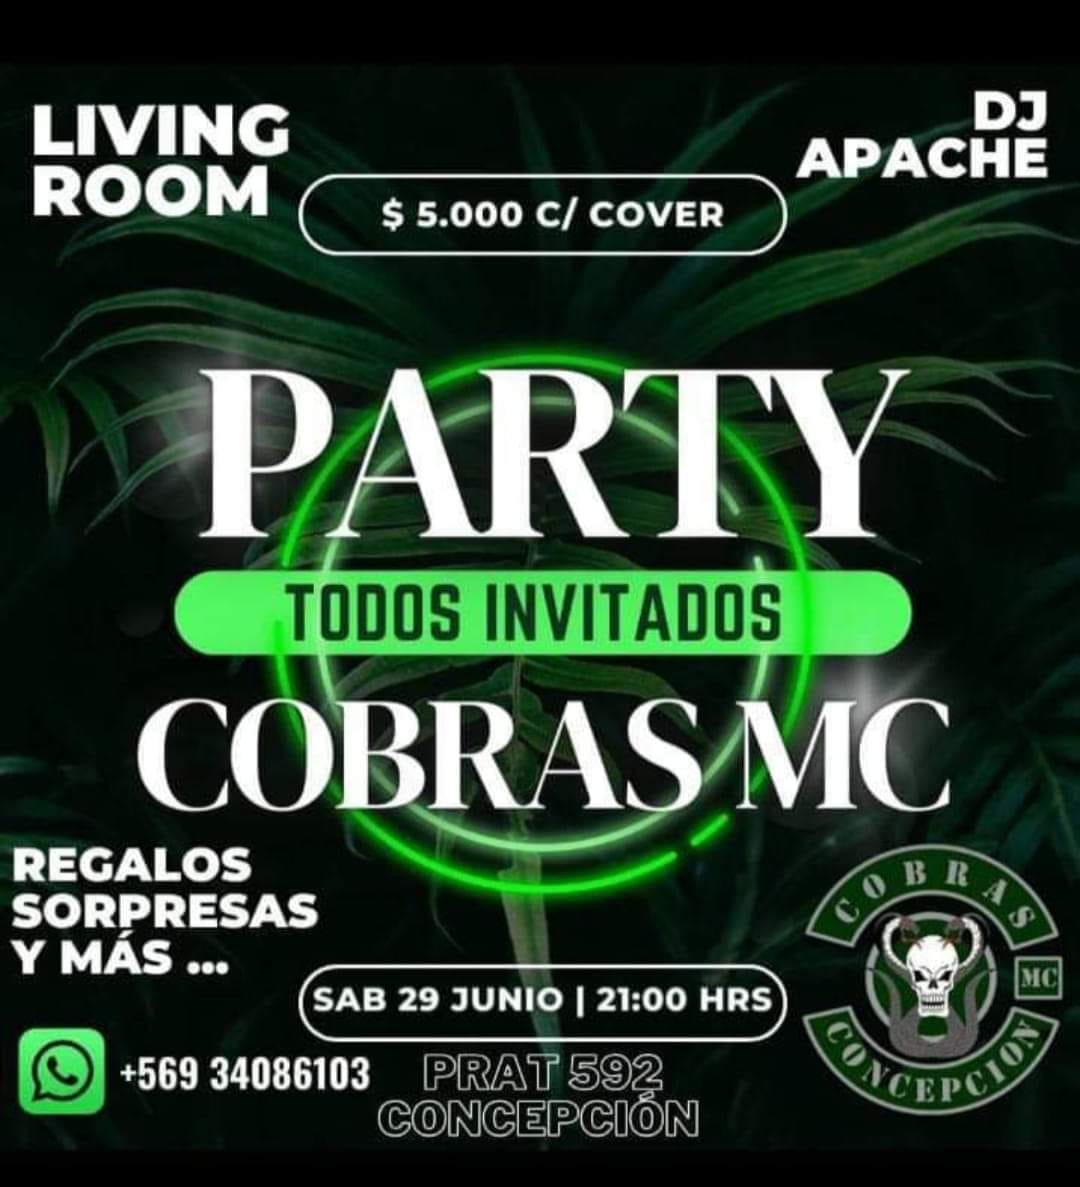 LIVING
ROOM
DJ
APACHE
$ 5.000 C/ COVER
PARTY
TODOS INVITADOS
COBRAS MC
REGALOS
SORPRESAS
Y MÁS ...
SAB 29 JUNIO | 21:00 HRS
+569 34086103
PRAT 592
CONCEPCIÓN
COBRAS
MC
CONCEPCION